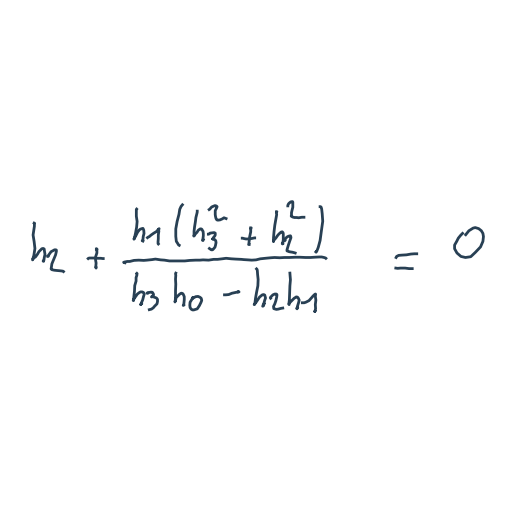 h_2 + \frac{h_1 (h_3^2 + h_2^2)}{h_3 h_0 - h_2 h_1} = 0